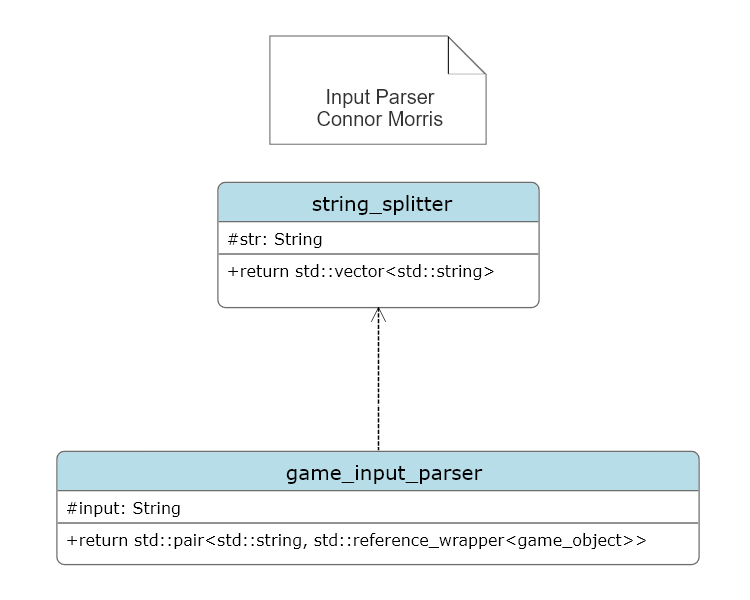 Input Parser
Connor Morris
string_splitter
#str: String
+return std::vector<std::string>
game_input_parser
#input: String
+return std::pair<std::string, std::reference_wrapper<game_object>>